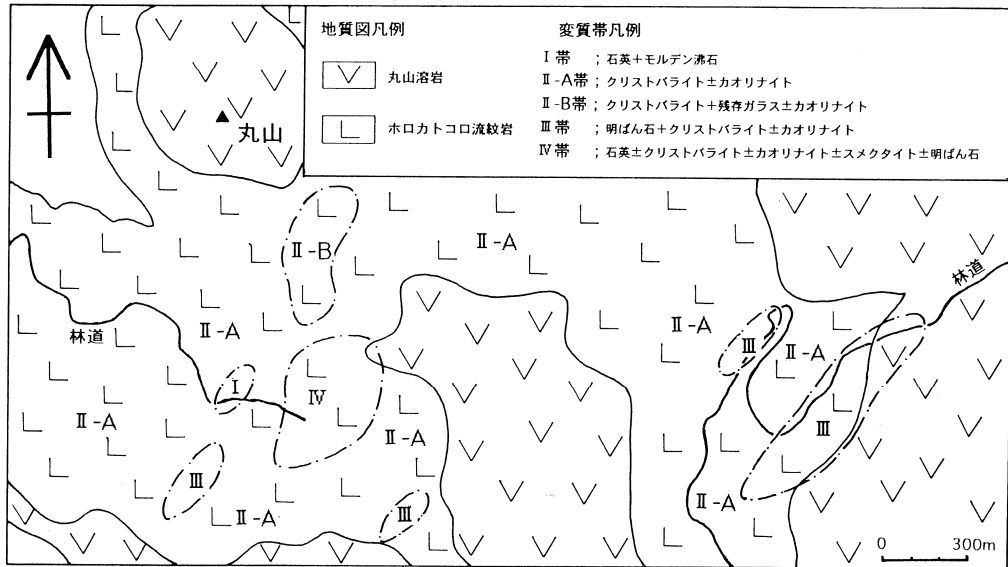 地質図凡例
丸山溶岩
ホロカトコロ流紋岩
変質帯凡例
Ⅰ帯 ; 石英+モルデン沸石
Ⅱ-A帯 ; クリストバライト±カオリナイト
Ⅱ-B帯 ; クリストバライト+残存ガラス±カオリナイト
Ⅲ帯 ; 明ばん石+クリストバライト±カオリナイト
Ⅳ帯 ; 石英±クリストバライト±カオリナイト±スメクタイト±明ばん石
丸山
Ⅱ-B
Ⅱ-A
林道
林道
Ⅱ-A
Ⅱ-A
Ⅲ
Ⅱ-A
Ⅰ
Ⅳ
Ⅱ-A
Ⅱ-A
Ⅲ
Ⅲ
Ⅱ-A
Ⅲ
Ⅱ-A
0 300m